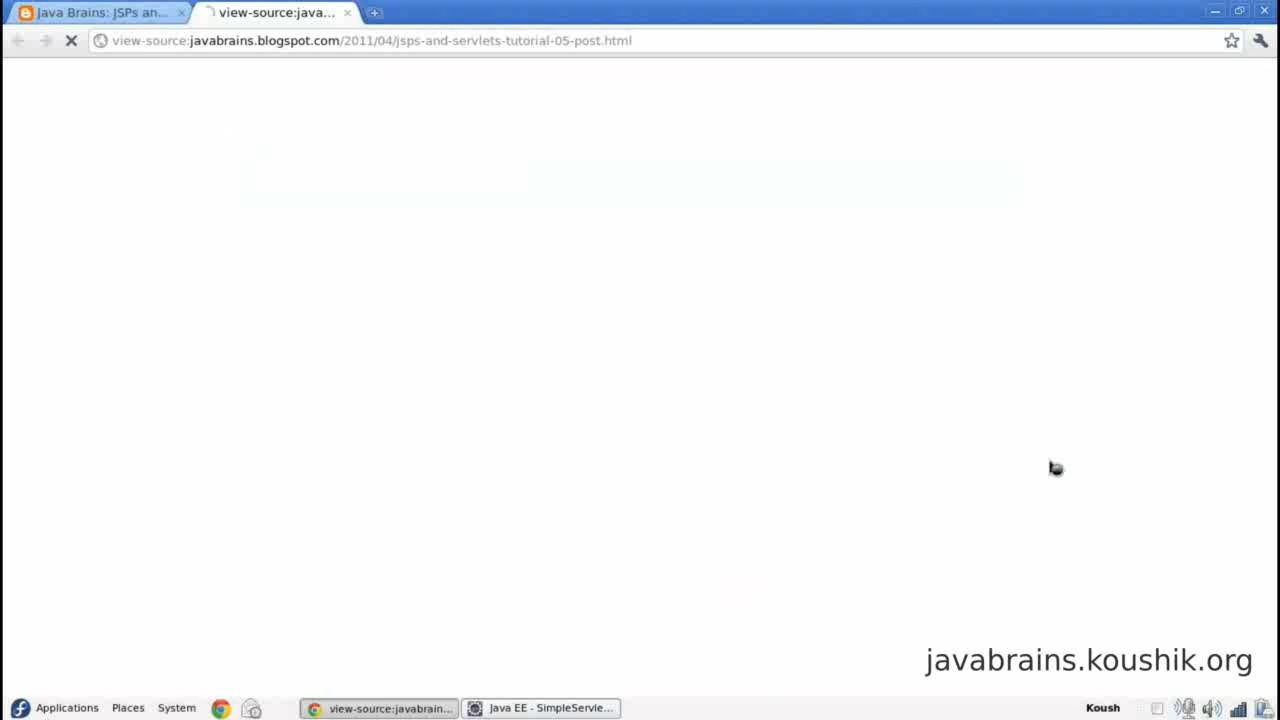 Java Brains: JSPs an...
view-source:java...
view-source:javabrains.blogspot.com/2011/04/jsps-and-servlets-tutorial-05-post.html
javabrains.koushik.org
Applications Places System view-source:javabrain... Java EE - SimpleServle... Koush